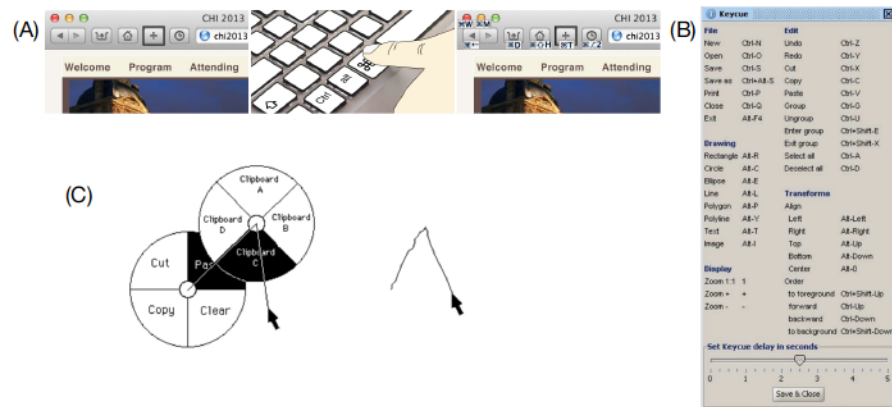 (A)
CHI 2013
chi2013
Welcome Program Attending
Ctrl
alt
⌘
⌘W ⌘M
CHI 2013
chi2013
⌘D ⌘⇧H ⌘T
Welcome Program Attending
(B)
Keycue
File Edit
New Ctrl-N Undo Ctrl-Z
Open Ctrl-O Redo Ctrl-Y
Save Ctrl-S Cut Ctrl-X
Save as Ctrl+Alt-S Copy Ctrl-C
Print Ctrl-P Paste Ctrl-V
Close Ctrl-Q Group Ctrl-G
Exit Alt-F4 Ungroup Ctrl-U
Enter group Ctrl+Shift-E
Drawing Exit group Ctrl+Shift-X
Rectangle Alt-R Select all Ctrl-A
Circle Alt-C Deselect all Ctrl-D
Ellipse Alt-E
Line Alt-L Transforms
Polygon Alt-P Align
Polyline Alt-Y Left Alt-Left
Text Alt-T Right Alt-Right
Image Alt-I Top Alt-Up
Bottom Alt-Down
Display Center Alt-0
Zoom 1:1 1 Order
Zoom + + to foreground Ctrl+Shift-Up
Zoom - - forward Ctrl-Up
backward Ctrl-Down
to background Ctrl+Shift-Down
Set Keycue delay in seconds
0 1 2 3 4 5
Save & Close
(C)
Clipboard
A
Clipboard
D
Clipboard
B
Clipboard
C
Cut
Pas
Copy
Clear